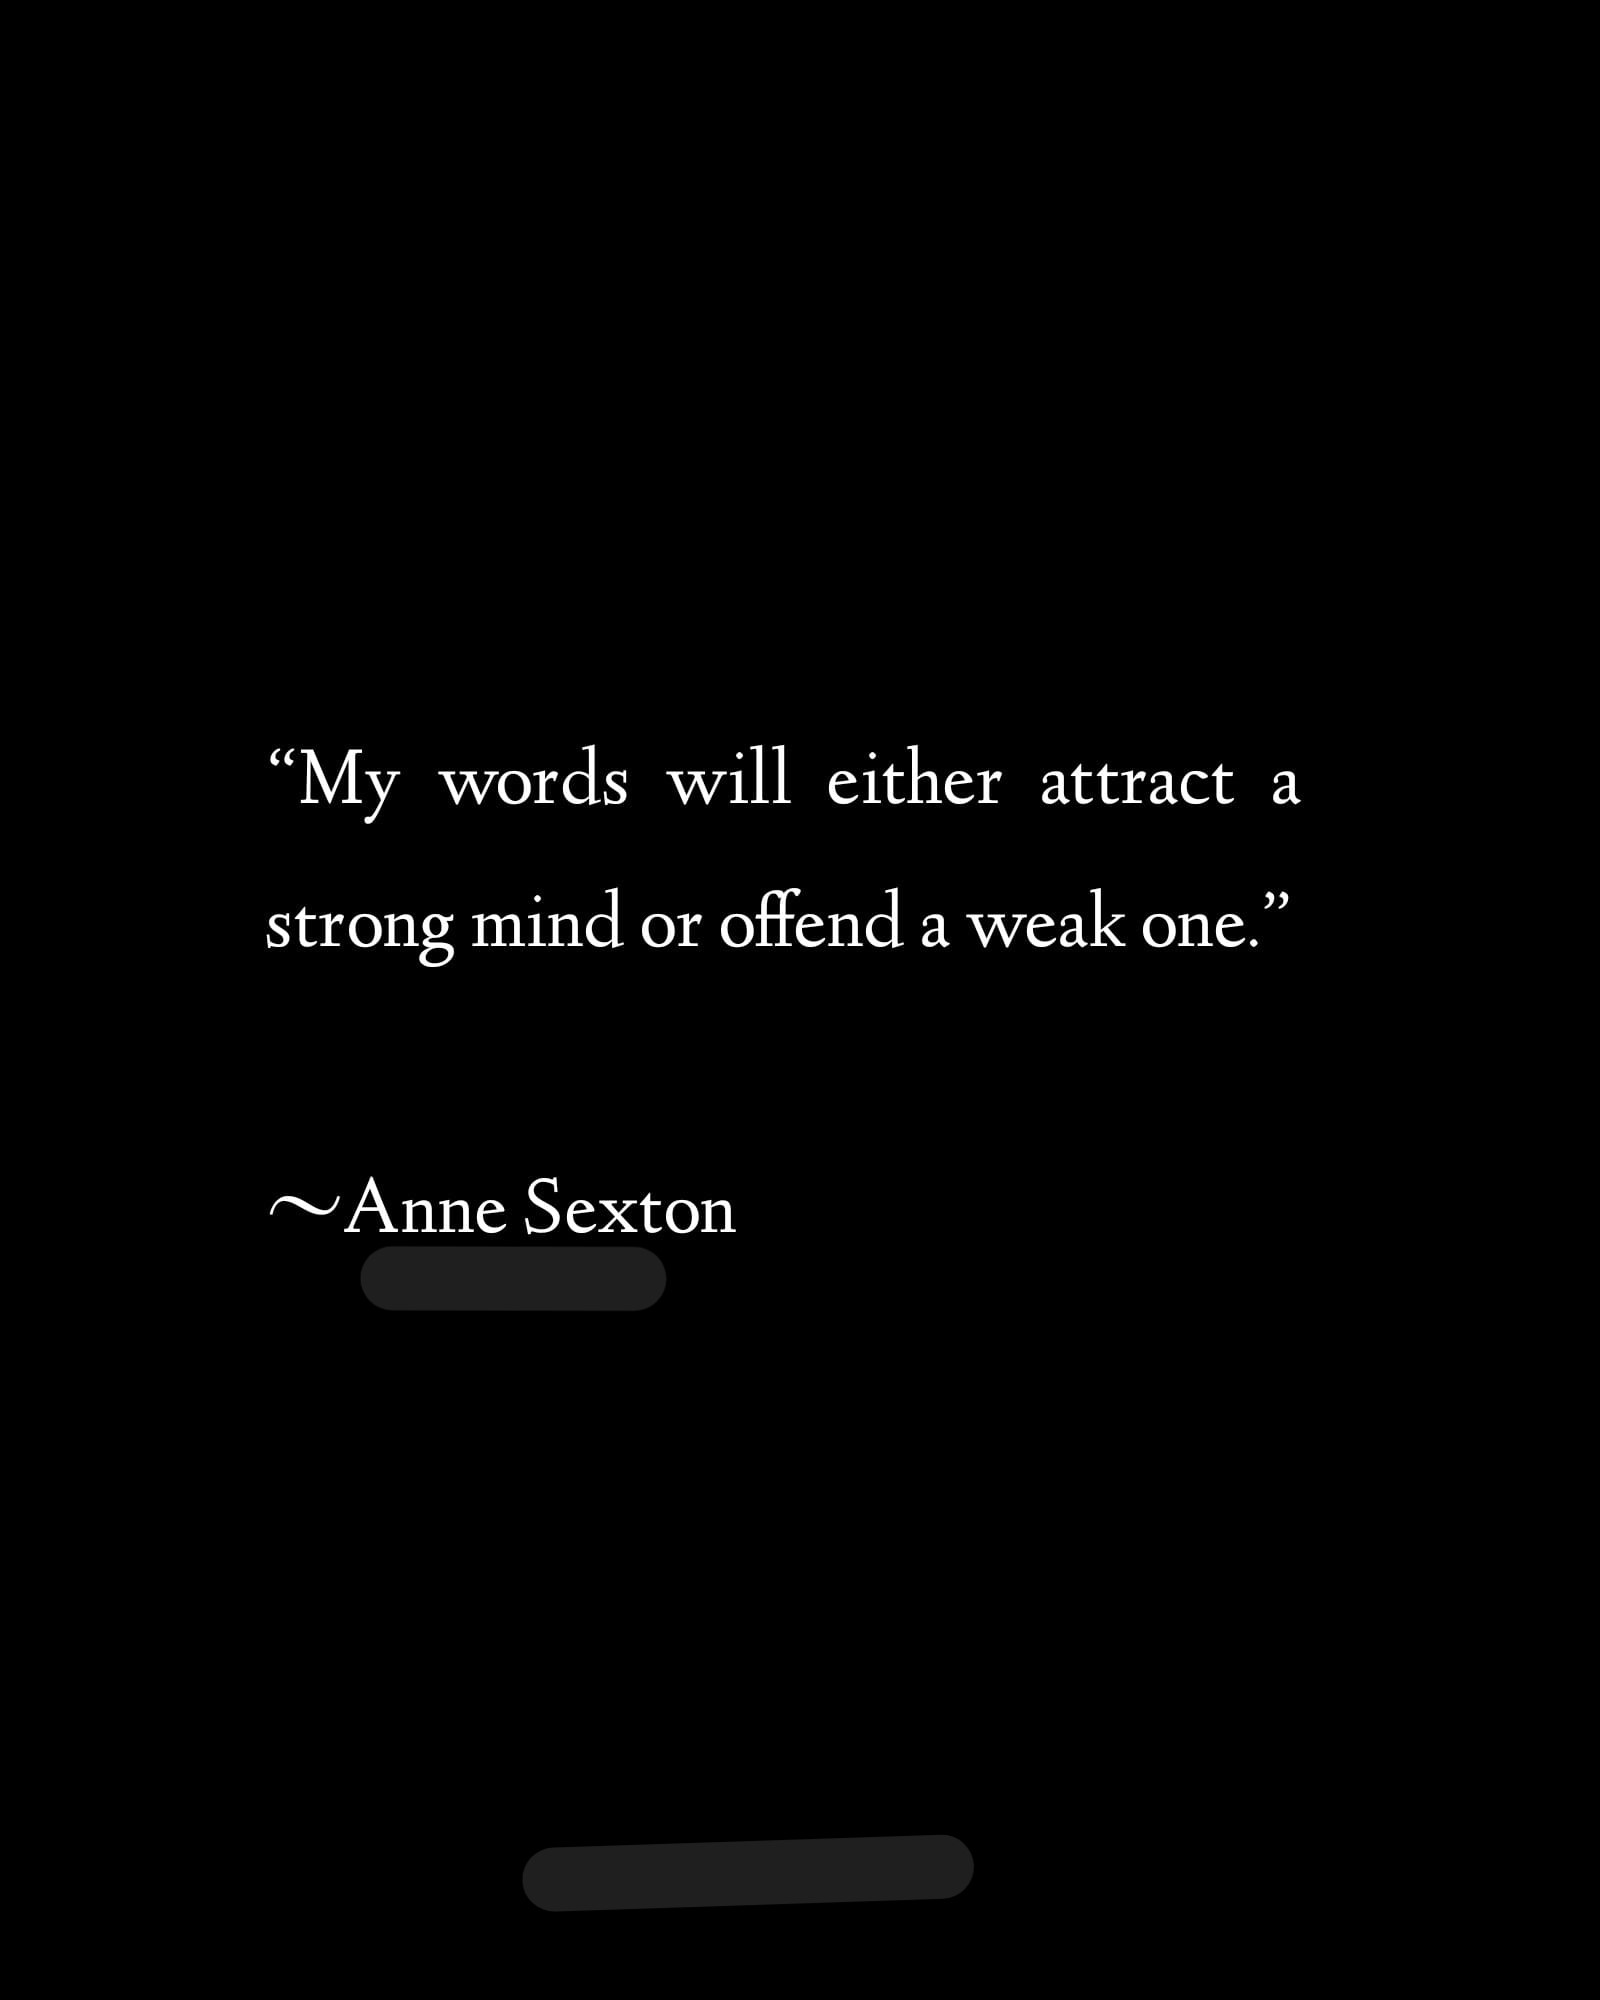 “My words will either attract a
strong mind or offend a weak one.”
~Anne Sexton